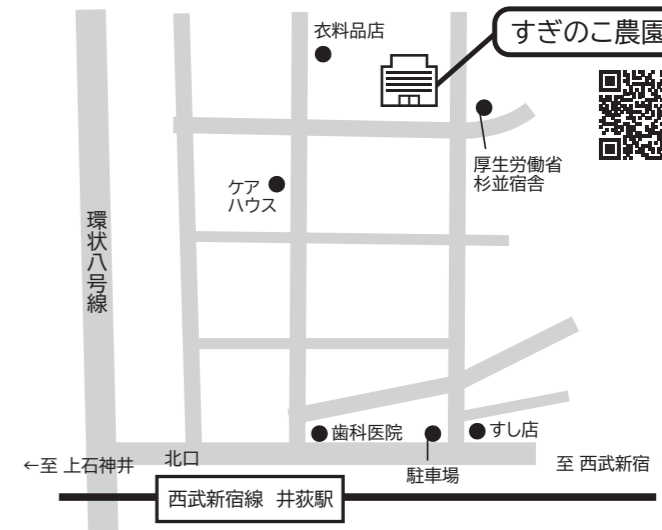 衣料品店
すぎのこ農園
厚生労働省
杉並宿舎
ケア
ハウス
環状八号線
歯科医院
すし店
駐車場
←至 上石神井
北口
至 西武新宿
西武新宿線 井荻駅